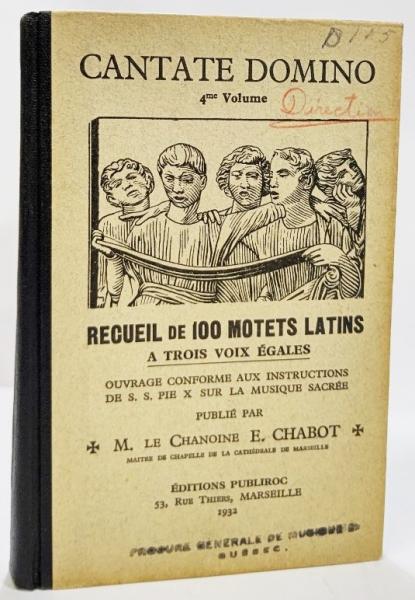 D 115
CANTATE DOMINO
4me Volume
Direction
RECUEIL DE 100 MOTETS LATINS
A TROIS VOIX ÉGALES
OUVRAGE CONFORME AUX INSTRUCTIONS
DE S. S. PIE X SUR LA MUSIQUE SACRÉE
PUBLIÉ PAR
✠ M. LE CHANOINE E. CHABOT ✠
MAITRE DE CHAPELLE DE LA CATHÉDRALE DE MARSEILLE
ÉDITIONS PUBLIROC
53, RUE THIERS, MARSEILLE
1932
PROCURE GENERALE DE MUSIQUE
QUEBEC.